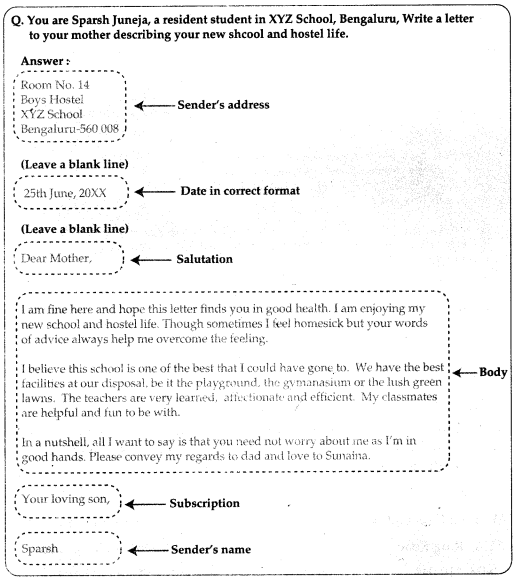 Q. You are Sparsh Juneja, a resident student in XYZ School, Bengaluru, Write a letter
to your mother describing your new shcool and hostel life.
Answer :
Room No. 14
Boys Hostel
XYZ School
Bengaluru-560 008
Sender's address
(Leave a blank line)
25th June, 20XX
Date in correct format
(Leave a blank line)
Dear Mother,
Salutation
I am fine here and hope this letter finds you in good health. I am enjoying my
new school and hostel life. Though sometimes I feel homesick but your words
of advice always help me overcome the feeling.
I believe this school is one of the best that I could have gone to. We have the best
facilities at our disposal, be it the playground, the gymanasium or the lush green
lawns. The teachers are very learned, affectionate and efficient. My classmates
are helpful and fun to be with.
In a nutshell, all I want to say is that you need not worry about me as I'm in
good hands. Please convey my regards to dad and love to Sunaina.
Body
Your loving son,
Subscription
Sparsh
Sender's name